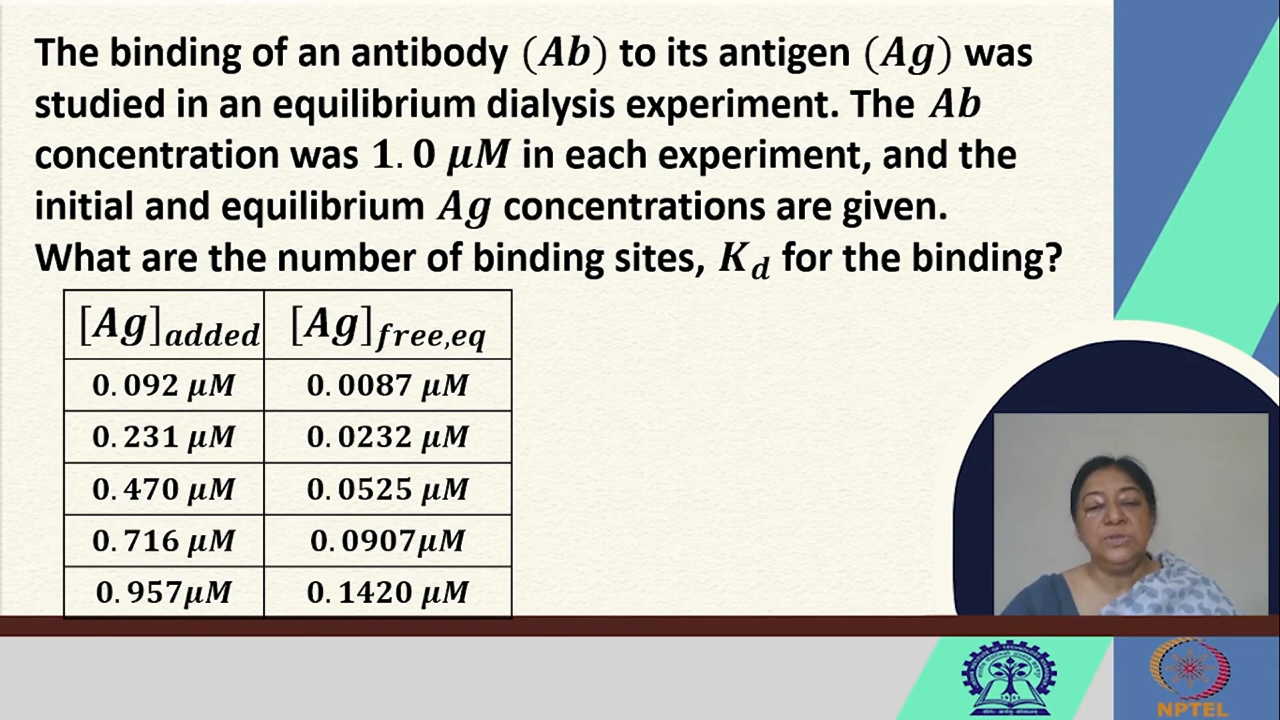 The binding of an antibody (Ab) to its antigen (Ag) was
studied in an equilibrium dialysis experiment. The Ab
concentration was 1.0 μM in each experiment, and the
initial and equilibrium Ag concentrations are given.
What are the number of binding sites, K_d for the binding?
[Ag]_added [Ag]_free,eq
0.092 μM 0.0087 μM
0.231 μM 0.0232 μM
0.470 μM 0.0525 μM
0.716 μM 0.0907μM
0.957μM 0.1420 μM
NPTEL